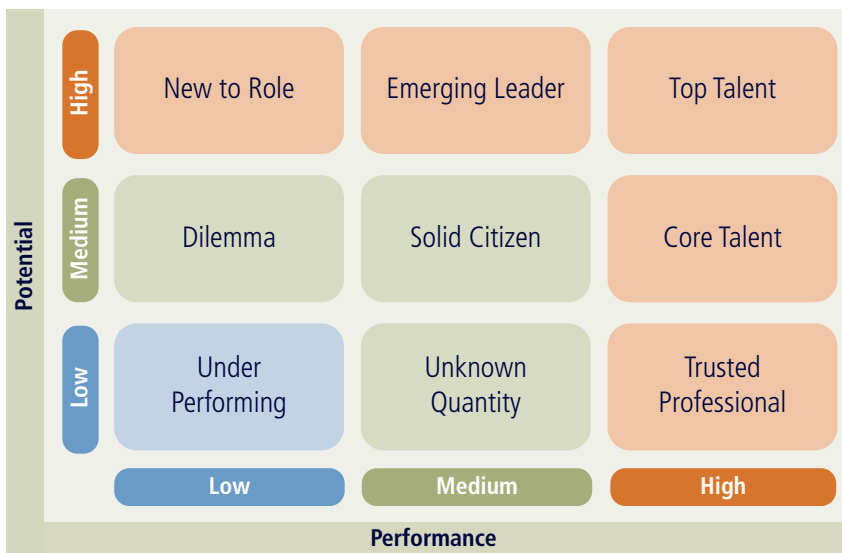 Potential
High
New to Role
Emerging Leader
Top Talent
Medium
Dilemma
Solid Citizen
Core Talent
Low
Under
Performing
Unknown
Quantity
Trusted
Professional
Low
Medium
High
Performance